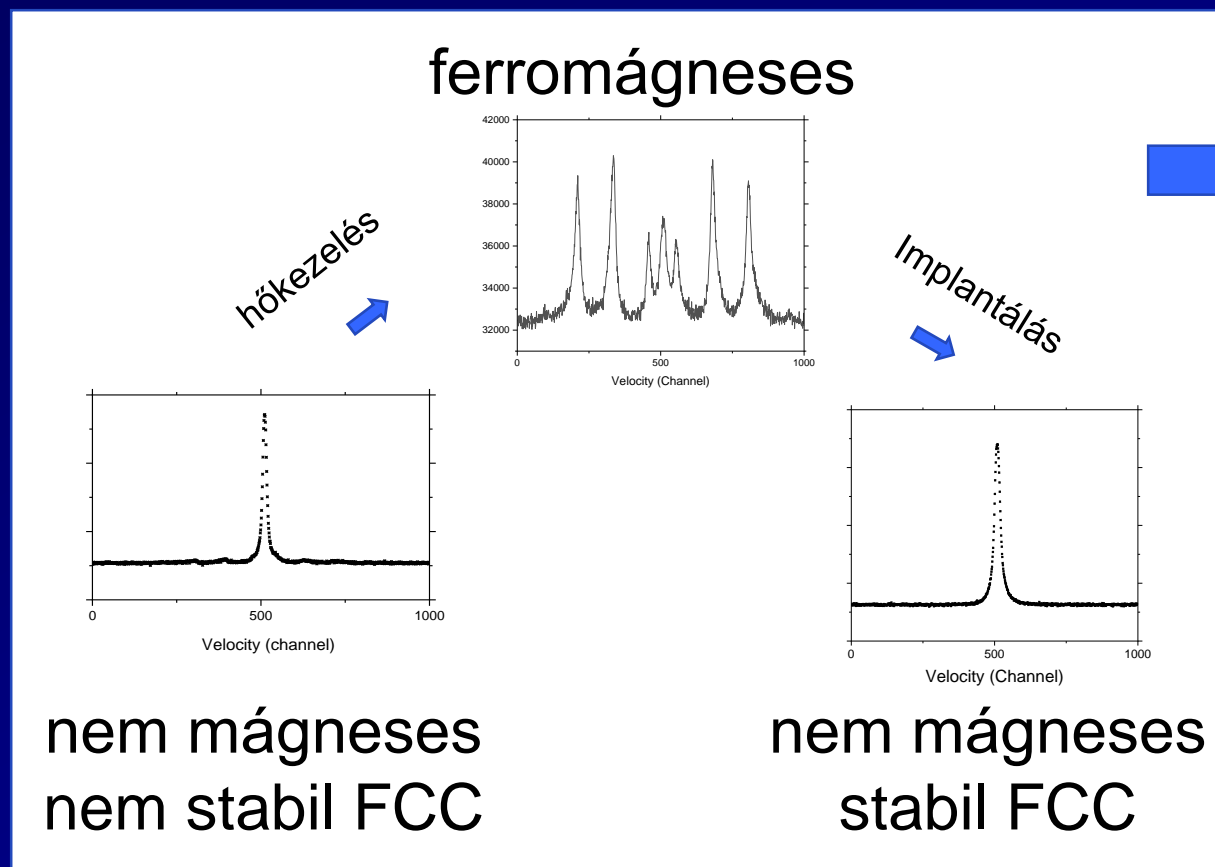 ferromágneses
42000
40000
38000
36000
34000
32000
0 500 1000
Velocity (Channel)
hőkezelés
Implantálás
0 500 1000
Velocity (channel)
nem mágneses
nem stabil FCC
0 500 1000
Velocity (Channel)
nem mágneses
stabil FCC